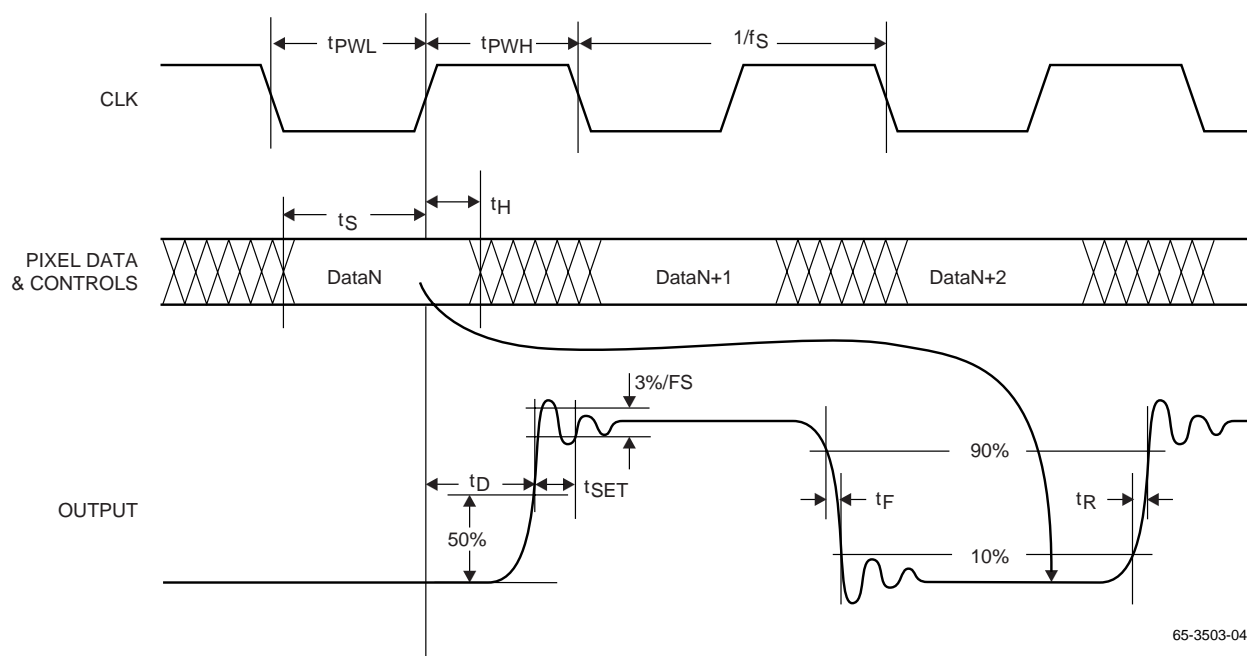 tPWL
tPWH
1/fS
CLK
tS
tH
PIXEL DATA
& CONTROLS
DataN
DataN+1
DataN+2
3%/FS
90%
tD
tSET
tF
tR
OUTPUT
50%
10%
65-3503-04